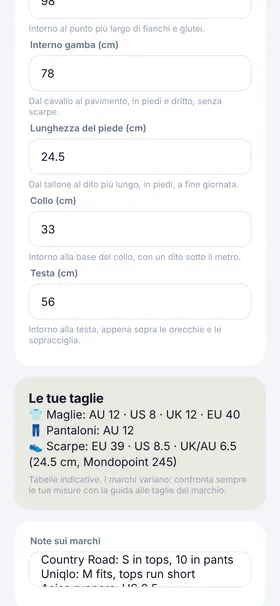 98
Intorno al punto più largo di fianchi e glutei.
Interno gamba (cm)
78
Dal cavallo al pavimento, in piedi e dritto, senza
scarpe.
Lunghezza del piede (cm)
24.5
Dal tallone al dito più lungo, in piedi, a fine giornata.
Collo (cm)
33
Intorno alla base del collo, con un dito sotto il metro.
Testa (cm)
56
Intorno alla testa, appena sopra le orecchie e le
sopracciglia.
Le tue taglie
👕 Maglie: AU 12 · US 8 · UK 12 · EU 40
👖 Pantaloni: AU 12
👟 Scarpe: EU 39 · US 8.5 · UK/AU 6.5
(24.5 cm, Mondopoint 245)
Tabelle indicative. I marchi variano: confronta sempre
le tue misure con la guida alle taglie del marchio.
Note sui marchi
Country Road: S in tops, 10 in pants
Uniqlo: M fits, tops run short
Asics runners: US 8.5